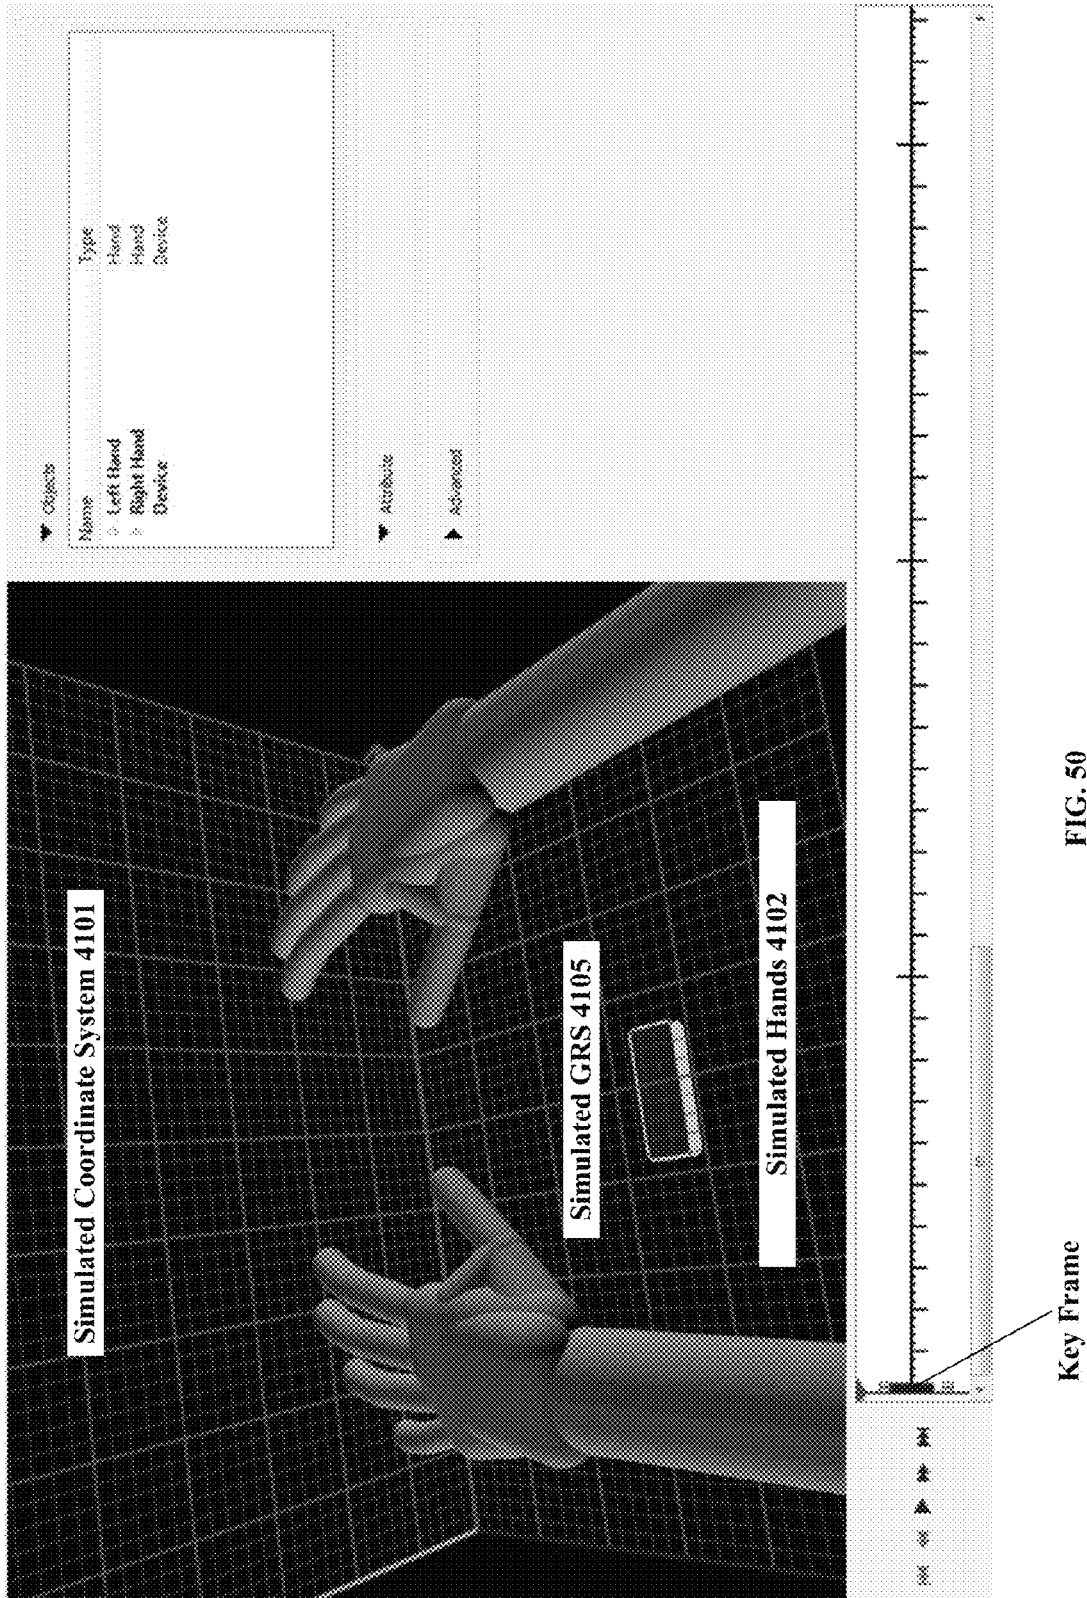 Simulated Coordinate System 4101
Simulated GRS 4105
Simulated Hands 4102
Objects
Name Type
Left Hand Hand
Right Hand Hand
Device Device
Attribute
Advanced
Key Frame
FIG. 50